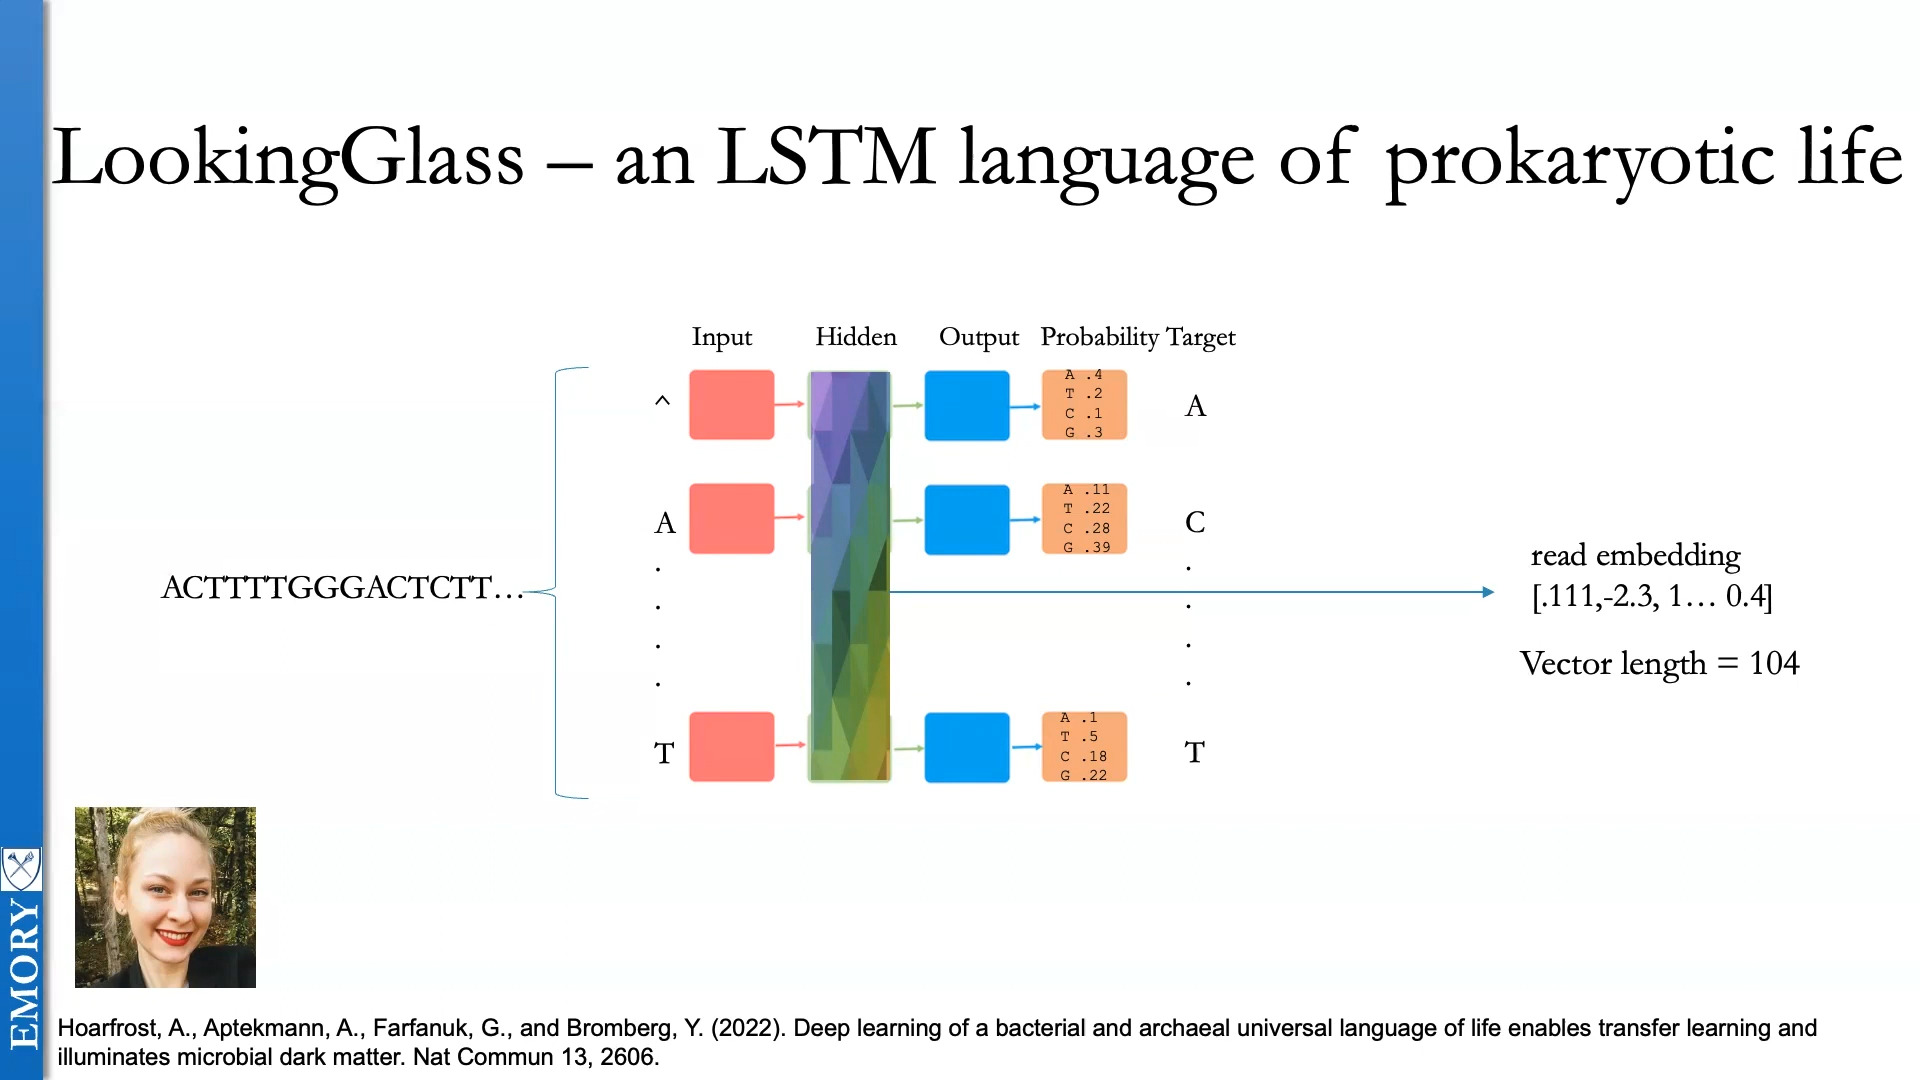 LookingGlass – an LSTM language of prokaryotic life
Input Hidden Output Probability Target
^
A .4
T .2
C .1
G .3
A
A
A .11
T .22
C .28
G .39
C
ACTTTTGGGACTCTT...
read embedding
[.111,-2.3, 1... 0.4]
Vector length = 104
T
A .1
T .5
C .18
G .22
T
EMORY
Hoarfrost, A., Aptekmann, A., Farfanuk, G., and Bromberg, Y. (2022). Deep learning of a bacterial and archaeal universal language of life enables transfer learning and
illuminates microbial dark matter. Nat Commun 13, 2606.